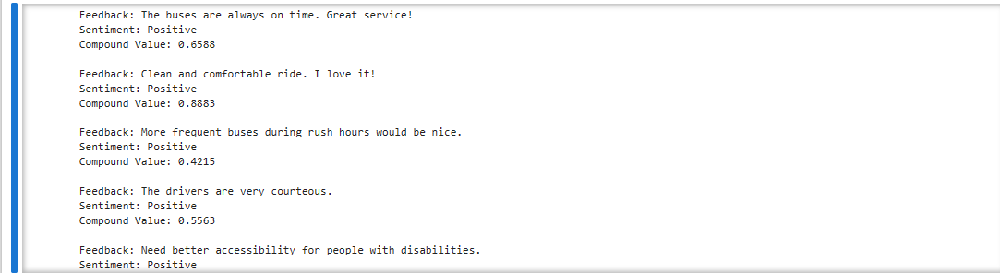 Feedback: The buses are always on time. Great service!
Sentiment: Positive
Compound Value: 0.6588
Feedback: Clean and comfortable ride. I love it!
Sentiment: Positive
Compound Value: 0.8883
Feedback: More frequent buses during rush hours would be nice.
Sentiment: Positive
Compound Value: 0.4215
Feedback: The drivers are very courteous.
Sentiment: Positive
Compound Value: 0.5563
Feedback: Need better accessibility for people with disabilities.
Sentiment: Positive